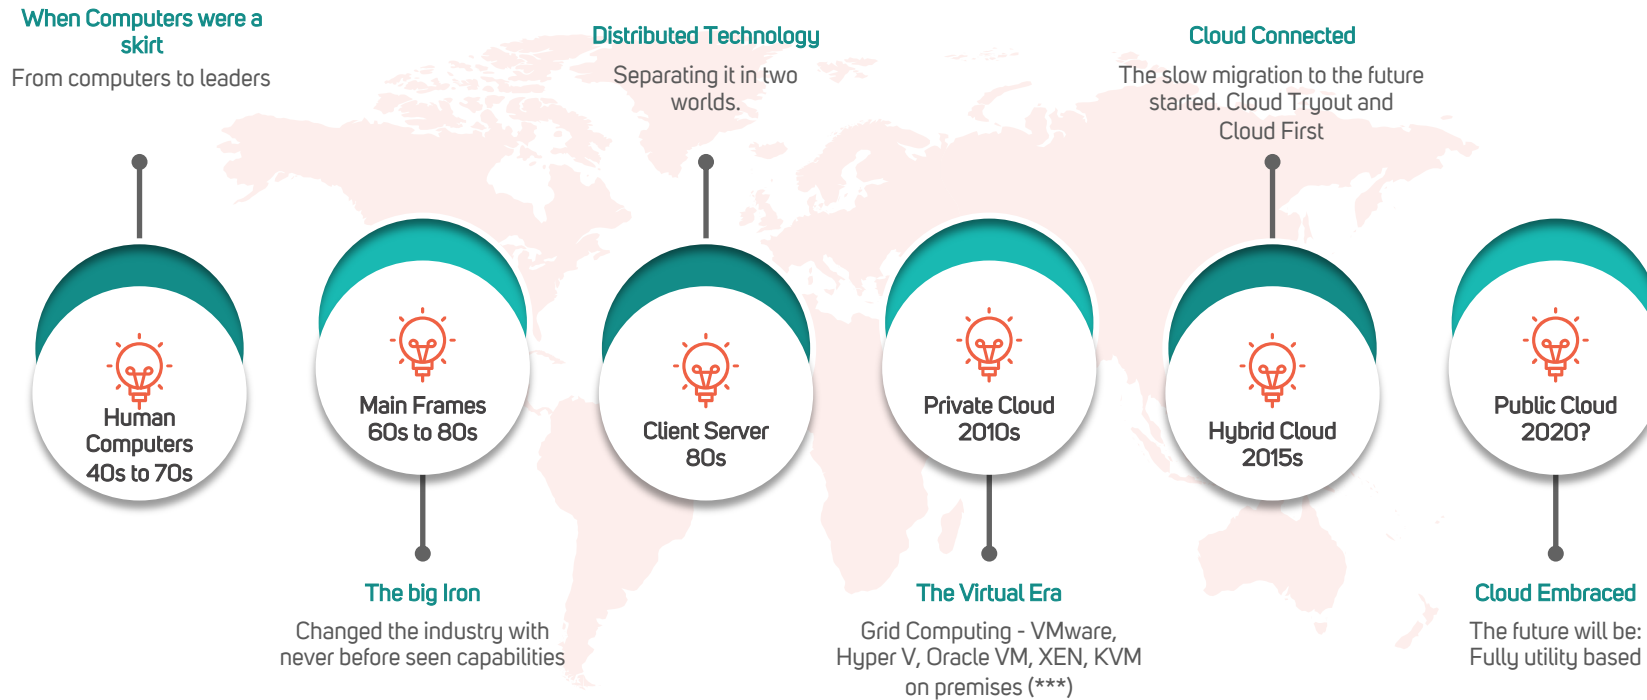 When Computers were a
skirt
From computers to leaders
Human
Computers
40s to 70s
Main Frames
60s to 80s
The big Iron
Changed the industry with
never before seen capabilities
Distributed Technology
Separating it in two
worlds.
Client Server
80s
Private Cloud
2010s
The Virtual Era
Grid Computing - VMware,
Hyper V, Oracle VM, XEN, KVM
on premises (***)
Cloud Connected
The slow migration to the future
started. Cloud Tryout and
Cloud First
Hybrid Cloud
2015s
Public Cloud
2020?
Cloud Embraced
The future will be:
Fully utility based